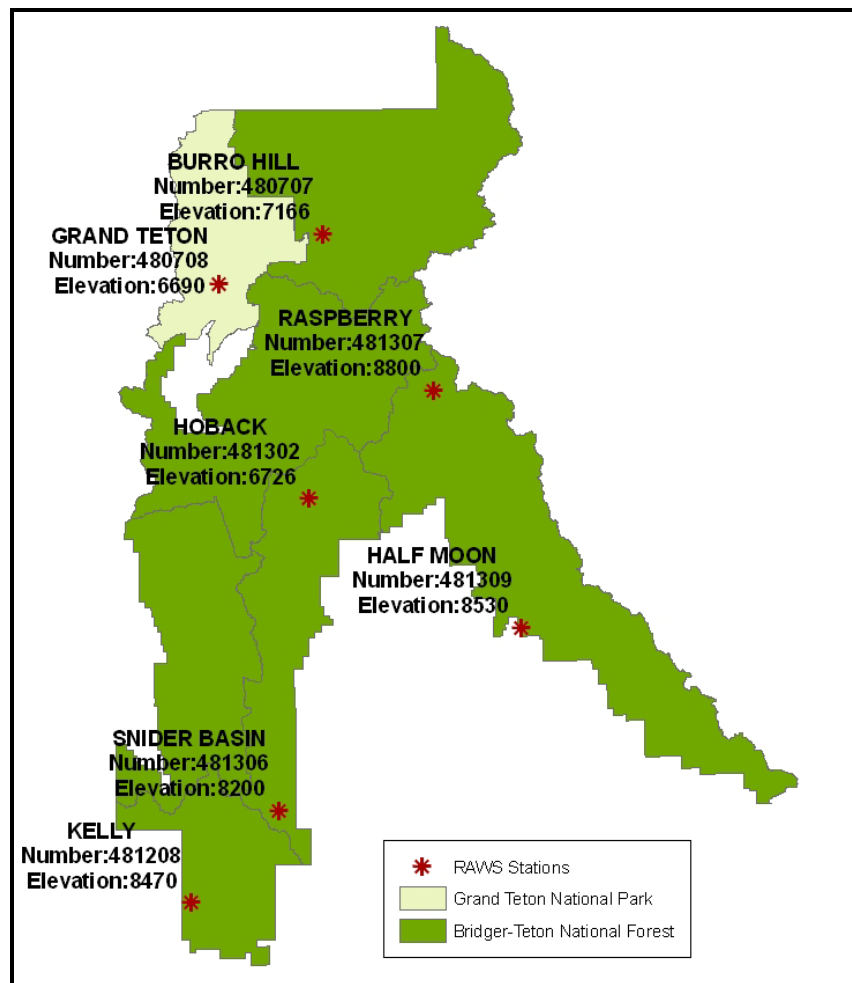 BURRO HILL
Number:480707
Elevation:7166
GRAND TETON
Number:480708
Elevation:6690
RASPBERRY
Number:481307
Elevation:8800
HOBACK
Number:481302
Elevation:6726
HALF MOON
Number:481309
Elevation:8530
SNIDER BASIN
Number:481306
Elevation:8200
KELLY
Number:481208
Elevation:8470
RAWS Stations
Grand Teton National Park
Bridger-Teton National Forest